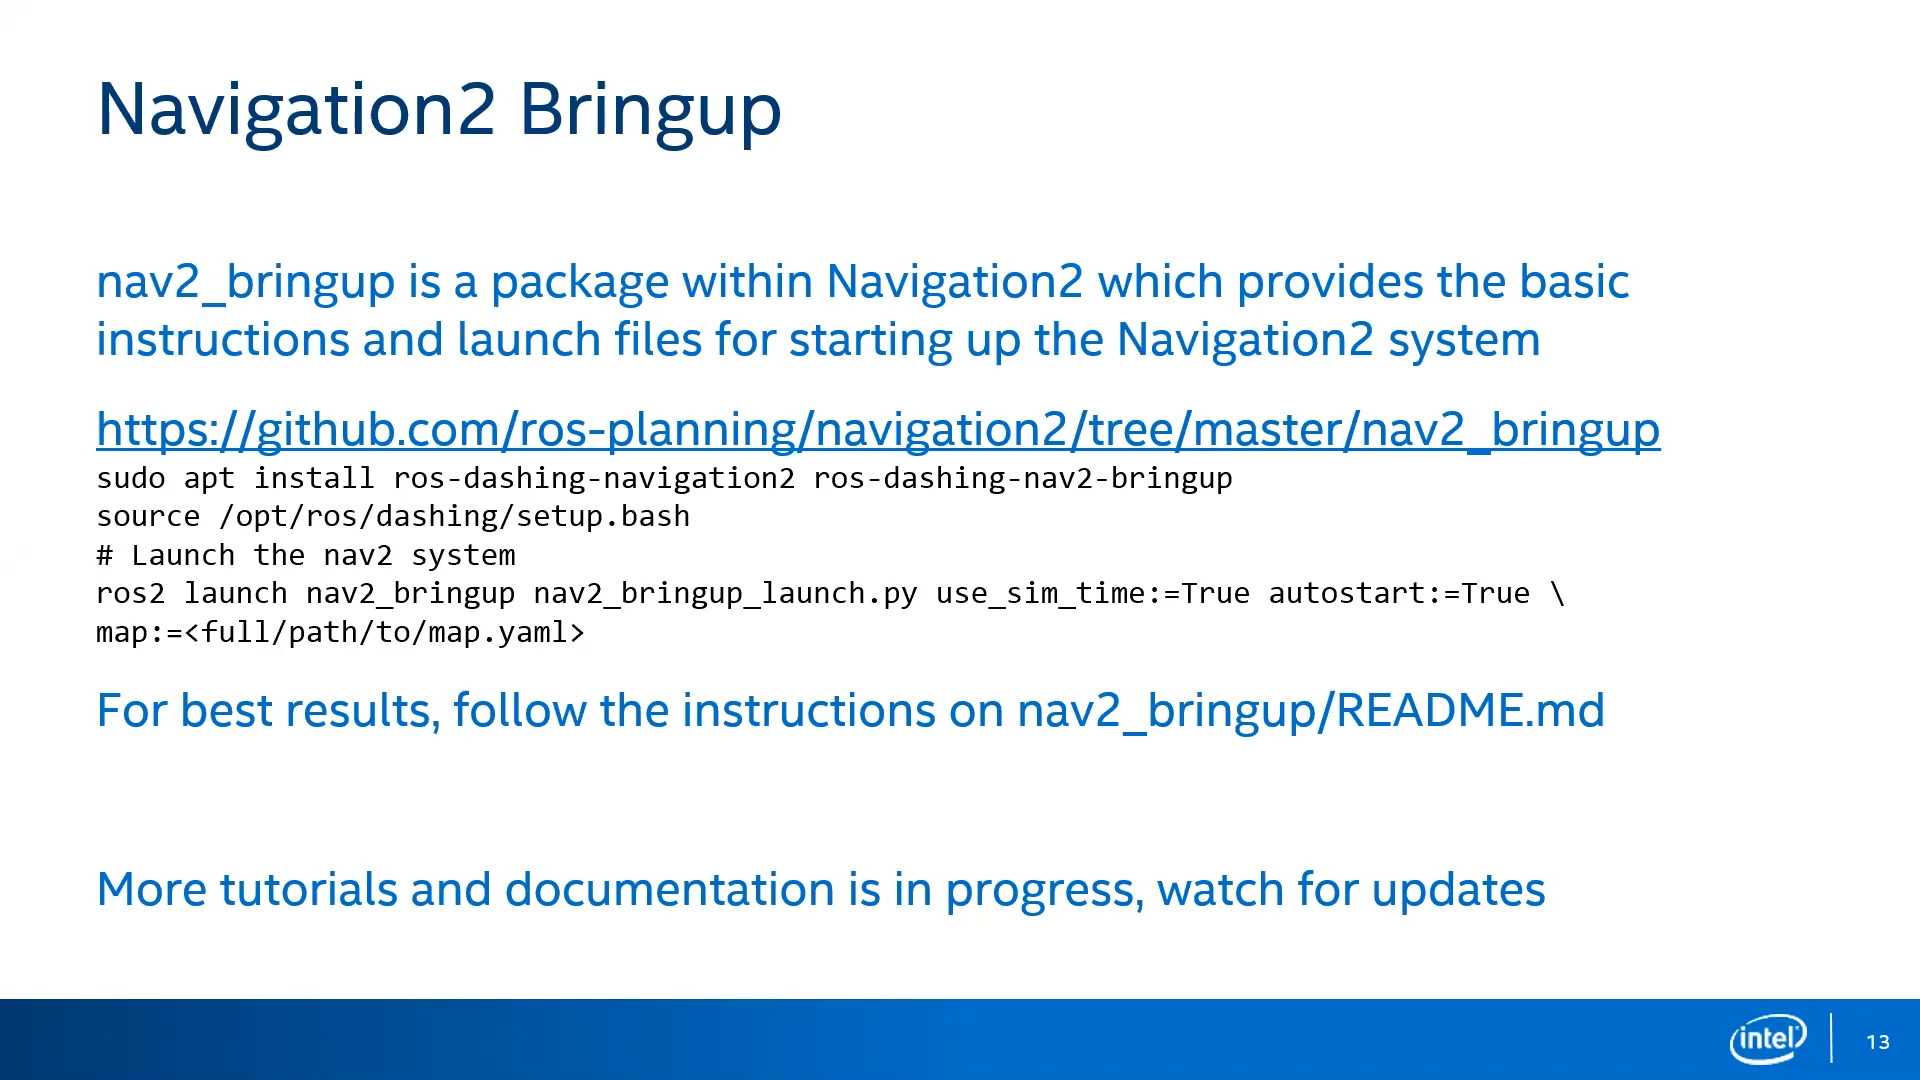 Navigation2 Bringup
nav2_bringup is a package within Navigation2 which provides the basic
instructions and launch files for starting up the Navigation2 system
https://github.com/ros-planning/navigation2/tree/master/nav2_bringup
sudo apt install ros-dashing-navigation2 ros-dashing-nav2-bringup
source /opt/ros/dashing/setup.bash
# Launch the nav2 system
ros2 launch nav2_bringup nav2_bringup_launch.py use_sim_time:=True autostart:=True \
map:=<full/path/to/map.yaml>
For best results, follow the instructions on nav2_bringup/README.md
More tutorials and documentation is in progress, watch for updates
intel
13